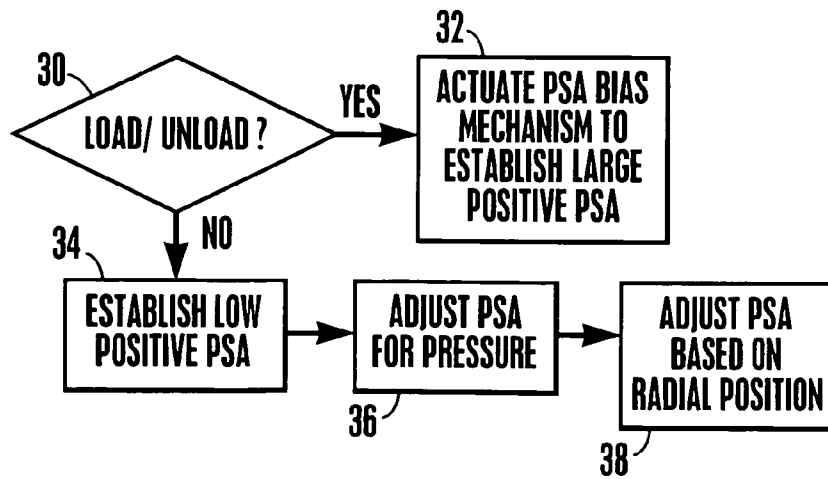 30
LOAD/ UNLOAD ?
YES
32
ACTUATE PSA BIAS
MECHANISM TO
ESTABLISH LARGE
POSITIVE PSA
NO
34
ESTABLISH LOW
POSITIVE PSA
ADJUST PSA
FOR PRESSURE
36
ADJUST PSA
BASED ON
RADIAL POSITION
38